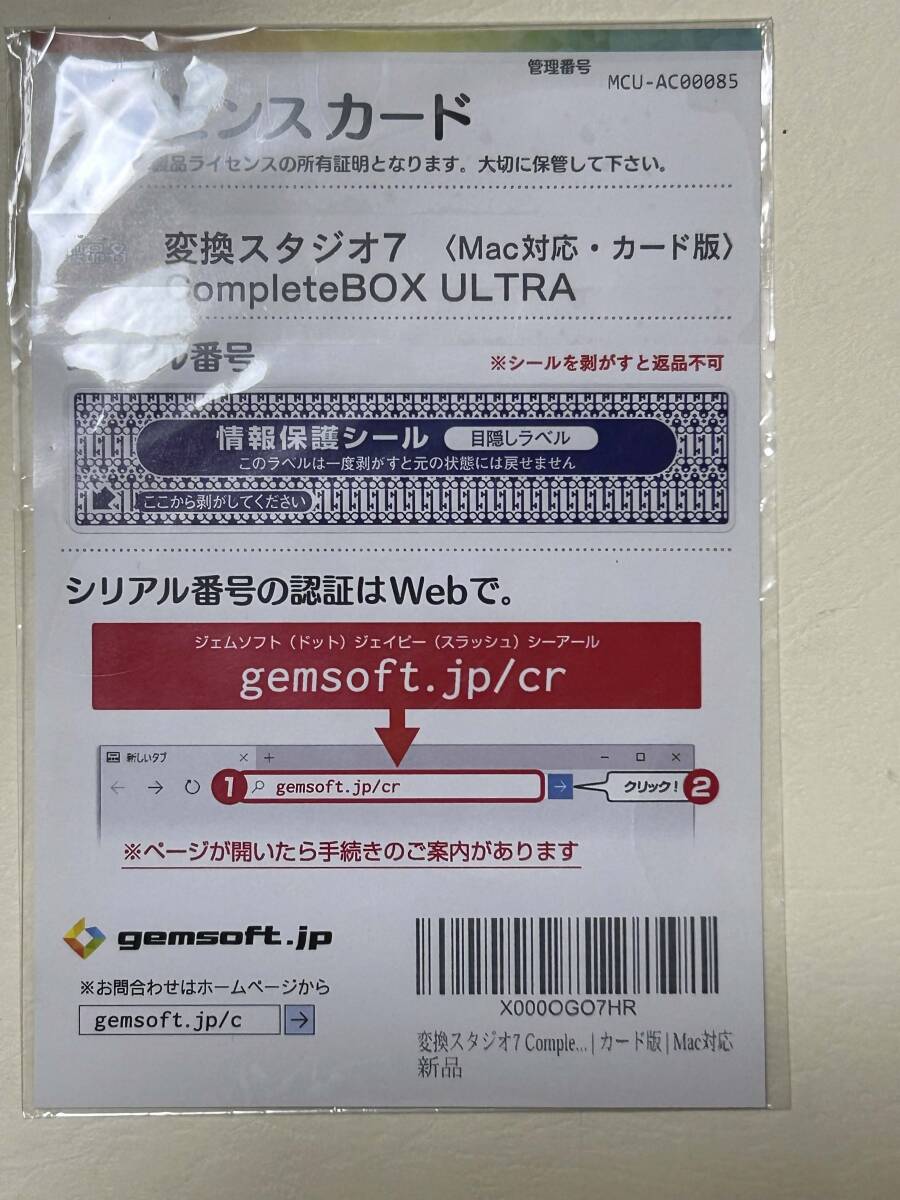 管理番号
MCU-AC00085
センスカード
製品ライセンスの所有証明となります。大切に保管して下さい。
変換スタジオ7 〈Mac対応・カード版〉
CompleteBOX ULTRA
ル番号
※シールを剥がすと返品不可
情報保護シール 目隠しラベル
このラベルは一度剥がすと元の状態には戻せません
ここから剥がしてください
シリアル番号の認証はWebで。
ジェムソフト（ドット）ジェイピー（スラッシュ）シーアール
gemsoft.jp/cr
新しいタブ × + − □ ×
← → 1 gemsoft.jp/cr → クリック! 2
※ページが開いたら手続きのご案内があります
gemsoft.jp
※お問合わせはホームページから
gemsoft.jp/c →
X000OGO7HR
変換スタジオ7 Comple... | カード版 | Mac対応
新品